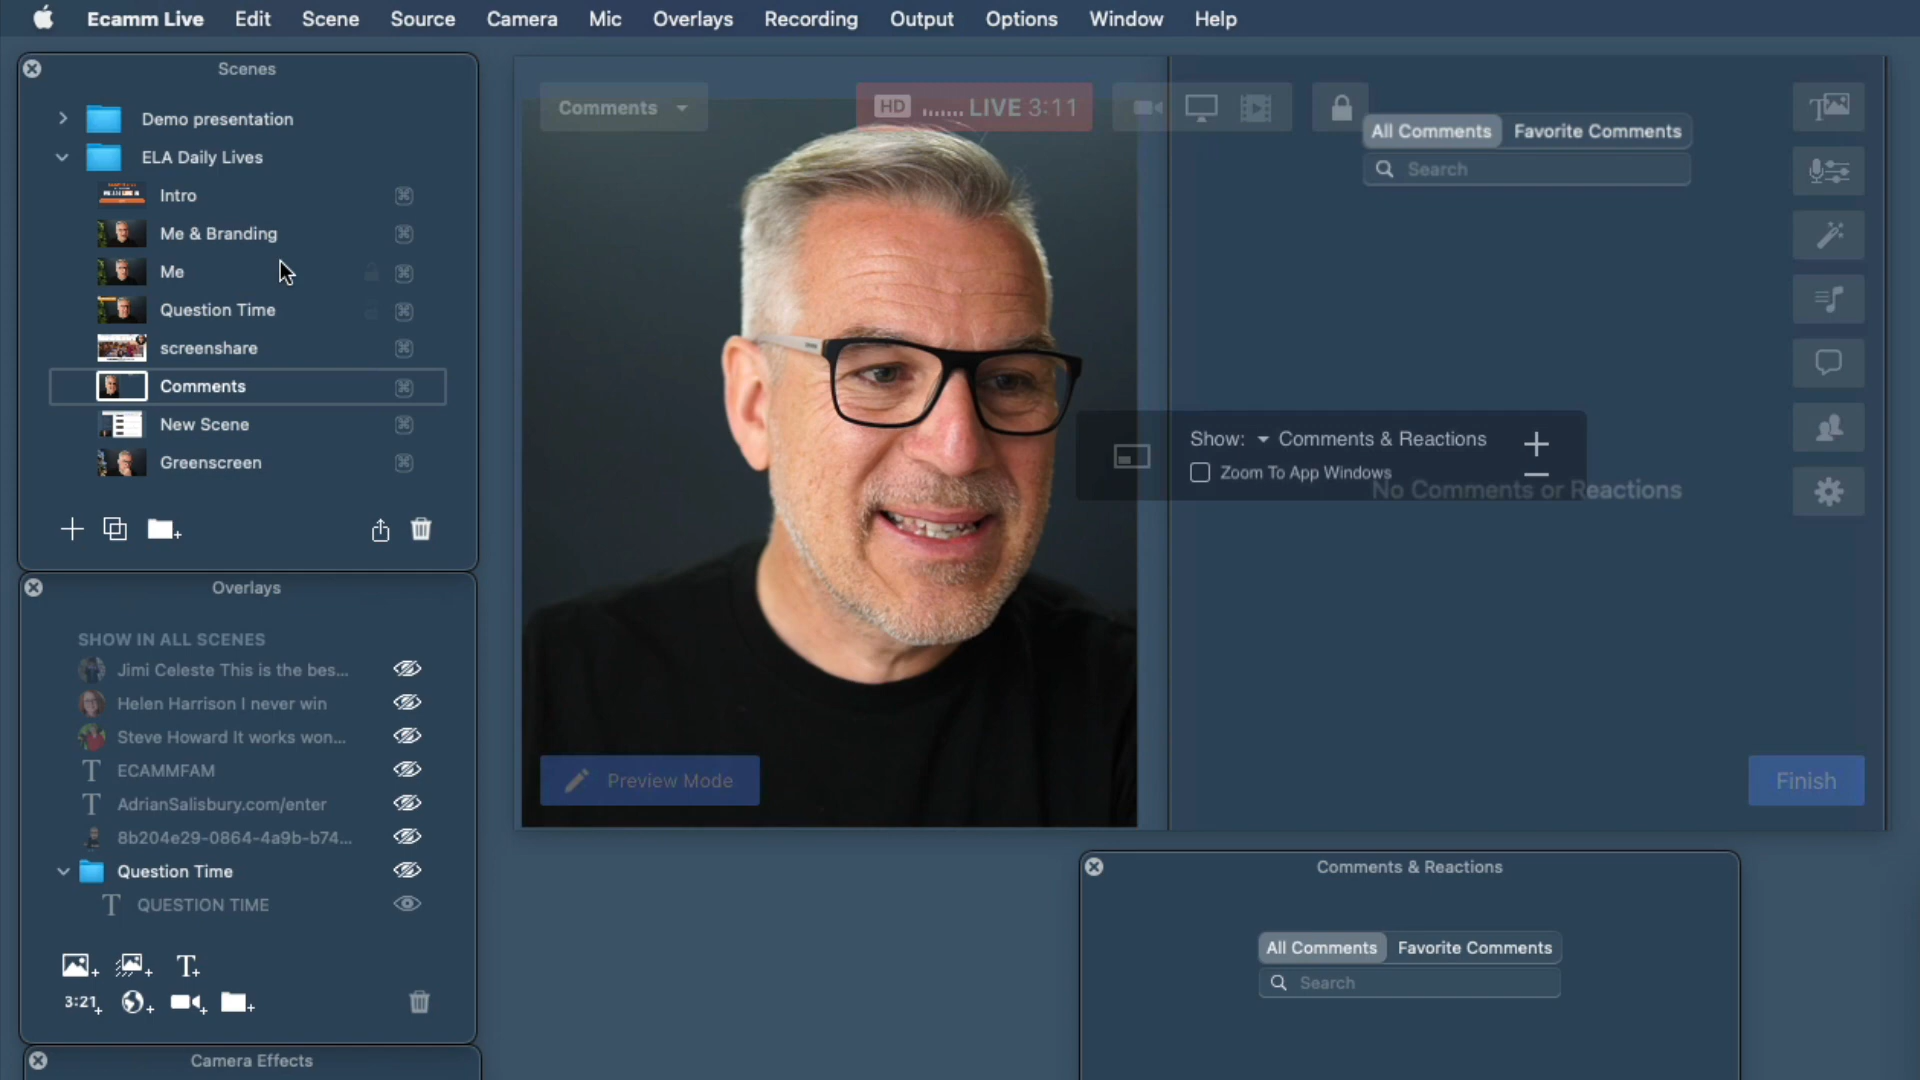 Ecamm Live Edit Scene Source Camera Mic Overlays Recording Output Options Window Help
Scenes
Demo presentation
ELA Daily Lives
Intro
Me & Branding
Me
Question Time
screenshare
Comments
New Scene
Greenscreen
Overlays
SHOW IN ALL SCENES
Jimi Celeste This is the bes...
Helen Harrison I never win
Steve Howard It works won...
ECAMMFAM
AdrianSalisbury.com/enter
8b204e29-0864-4a9b-b74...
Question Time
QUESTION TIME
3:21
Camera Effects
Comments
HD LIVE 3:11
All Comments Favorite Comments
Search
Show: Comments & Reactions
Zoom To App Windows
No Comments or Reactions
Preview Mode
Finish
Comments & Reactions
All Comments Favorite Comments
Search